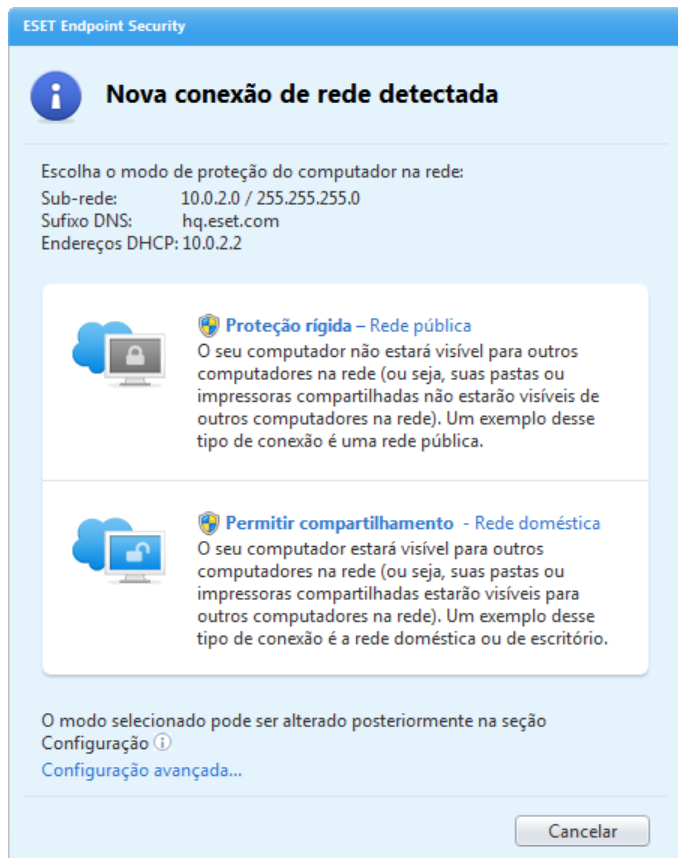 ESET Endpoint Security
Nova conexão de rede detectada
Escolha o modo de proteção do computador na rede:
Sub-rede: 10.0.2.0 / 255.255.255.0
Sufixo DNS: hq.eset.com
Endereços DHCP: 10.0.2.2
Proteção rígida – Rede pública
O seu computador não estará visível para outros
computadores na rede (ou seja, suas pastas ou
impressoras compartilhadas não estarão visíveis de
outros computadores na rede). Um exemplo desse
tipo de conexão é uma rede pública.
Permitir compartilhamento - Rede doméstica
O seu computador estará visível para outros
computadores na rede (ou seja, suas pastas ou
impressoras compartilhadas estarão visíveis para
outros computadores na rede). Um exemplo desse
tipo de conexão é a rede doméstica ou de escritório.
O modo selecionado pode ser alterado posteriormente na seção
Configuração
Configuração avançada...
Cancelar